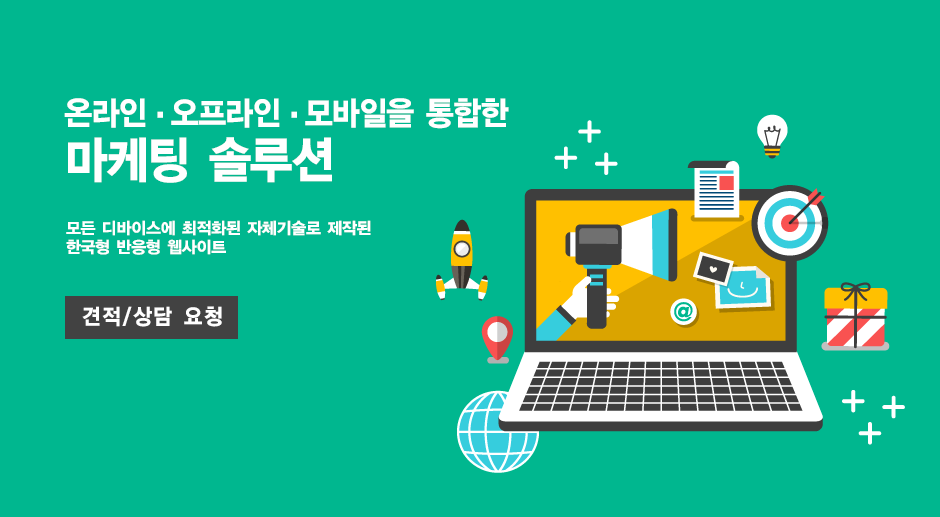 온라인 · 오프라인 · 모바일을 통합한
마케팅 솔루션
모든 디바이스에 최적화된 자체기술로 제작된
한국형 반응형 웹사이트
견적/상담 요청
@